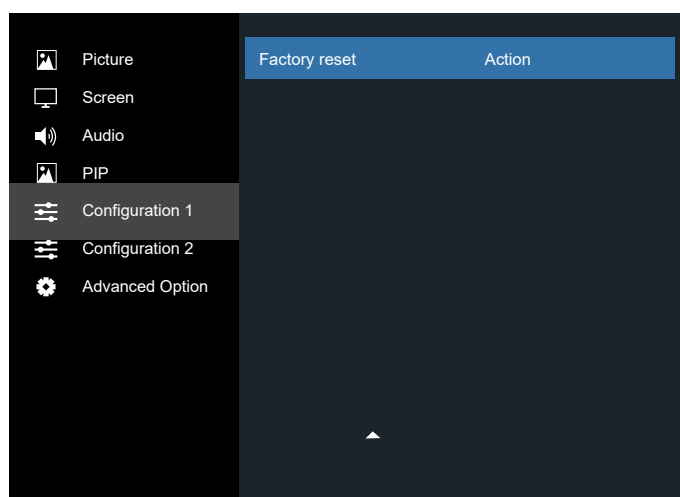 Picture
Screen
Audio
PIP
Configuration 1
Configuration 2
Advanced Option
Factory reset Action